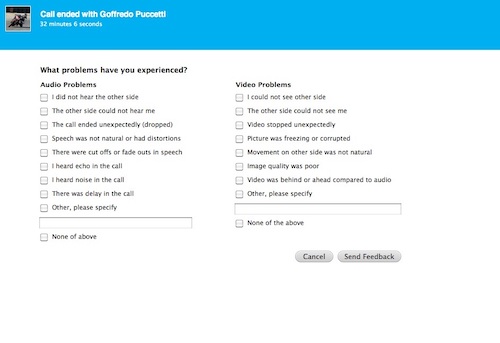 Call ended with Goffredo Puccetti
32 minutes 6 seconds
What problems have you experienced?
Audio Problems
I did not hear the other side
The other side could not hear me
The call ended unexpectedly (dropped)
Speech was not natural or had distortions
There were cut offs or fade outs in speech
I heard echo in the call
I heard noise in the call
There was delay in the call
Other, please specify
None of above
Video Problems
I could not see other side
The other side could not see me
Video stopped unexpectedly
Picture was freezing or corrupted
Movement on other side was not natural
Image quality was poor
Video was behind or ahead compared to audio
Other, please specify
None of the above
Cancel
Send Feedback